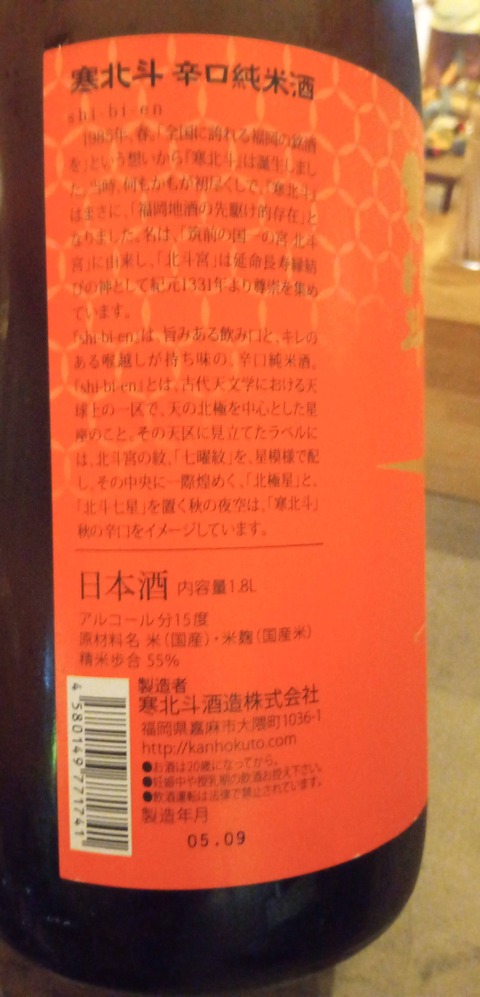 寒北斗 辛口純米酒
shi-bi-en
1985年、春。「全国に誇れる福岡の銘酒
を」という想いから「寒北斗」は誕生しまし
た。当時、何もかもが初尽くしで、「寒北斗」
はまさに、「福岡地酒の先駆け的存在」と
なりました。名は、「筑前の国一の宮 北斗
宮」に由来し、「北斗宮」は延命長寿縁結
びの神として紀元1331年より尊崇を集め
ています。
「shi-bi-en」は、旨みある飲み口と、キレの
ある喉越しが持ち味の、辛口純米酒。
「shi-bi-en」とは、古代天文学における天
球上の一区で、天の北極を中心とした星
座のこと。その天区に見立てたラベルに
は、北斗宮の紋、「七曜紋」を、星模様で配
し、その中央に一際煌めく、「北極星」と、
「北斗七星」を置く秋の夜空は、「寒北斗」
秋の辛口をイメージしています。
日本酒 内容量1.8L
アルコール分15度
原材料名 米（国産）・米麹（国産米）
精米歩合 55%
製造者
寒北斗酒造株式会社
福岡県嘉麻市大隈町1036-1
http://kanhokuto.com
●お酒は20歳になってから。
●妊娠中や授乳期の飲酒お控え下さい。
●飲酒運転は法律で禁止されています。
製造年月
05.09
4580149771741